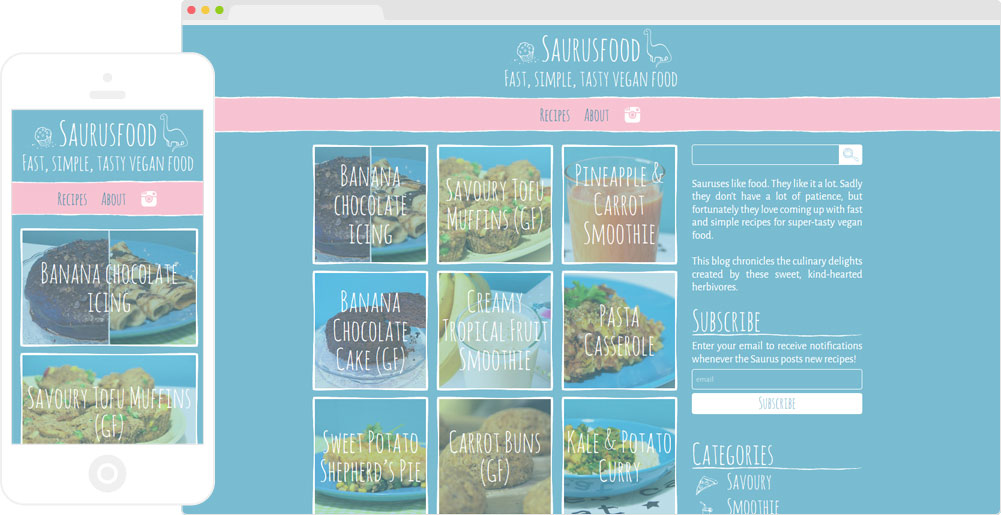 Saurusfood
Fast, simple, tasty vegan food
Recipes About
Banana chocolate
icing
Savoury Tofu Muffins
(GF)
Saurusfood
Fast, simple, tasty vegan food
Recipes About
Banana
chocolate
icing
Savoury Tofu
Muffins (GF)
Pineapple &
Carrot
Smoothie
Banana
Chocolate
Cake (GF)
Creamy
Tropical Fruit
Smoothie
Pasta
Casserole
Sweet Potato
Shepherd's Pie
Carrot Buns
(GF)
Kale & Potato
Curry
Sauruses like food. They like it a lot. Sadly
they don't have a lot of patience, but
fortunately they love coming up with fast
and simple recipes for super-tasty vegan
food.
This blog chronicles the culinary delights
created by these sweet, kind-hearted
herbivores.
Subscribe
Enter your email to receive notifications
whenever the Saurus posts new recipes!
email
Subscribe
Categories
Savoury
Smoothie